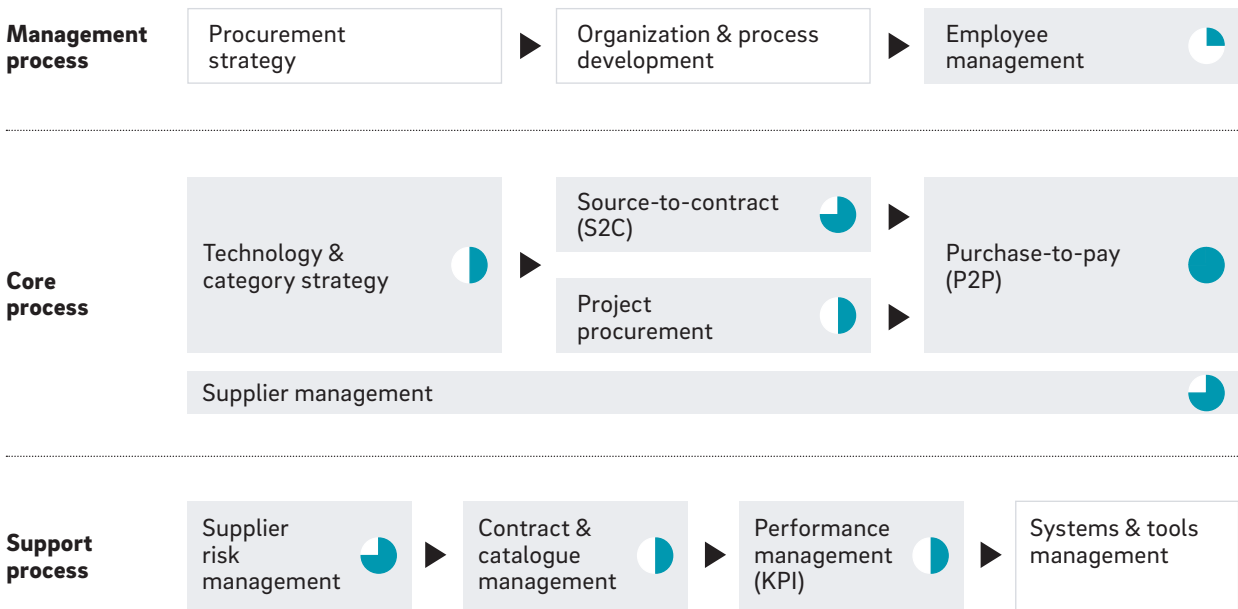 Management
process
Procurement
strategy
Organization & process
development
Employee
management
Core
process
Technology &
category strategy
Source-to-contract
(S2C)
Project
procurement
Purchase-to-pay
(P2P)
Supplier management
Support
process
Supplier
risk
management
Contract &
catalogue
management
Performance
management
(KPI)
Systems & tools
management